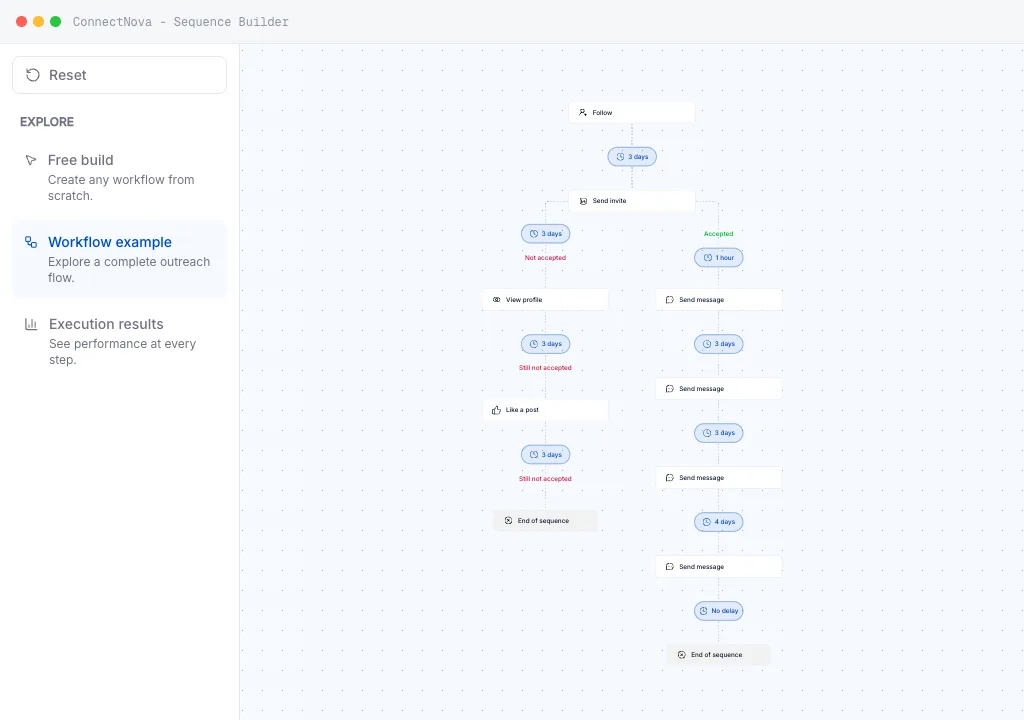 ConnectNova - Sequence Builder
Reset
EXPLORE
Free build
Create any workflow from
scratch.
Workflow example
Explore a complete outreach
flow.
Execution results
See performance at every
step.
Follow
3 days
Send invite
3 days
Not accepted
View profile
3 days
Still not accepted
Like a post
3 days
Still not accepted
End of sequence
Accepted
1 hour
Send message
3 days
Send message
3 days
Send message
4 days
Send message
No delay
End of sequence